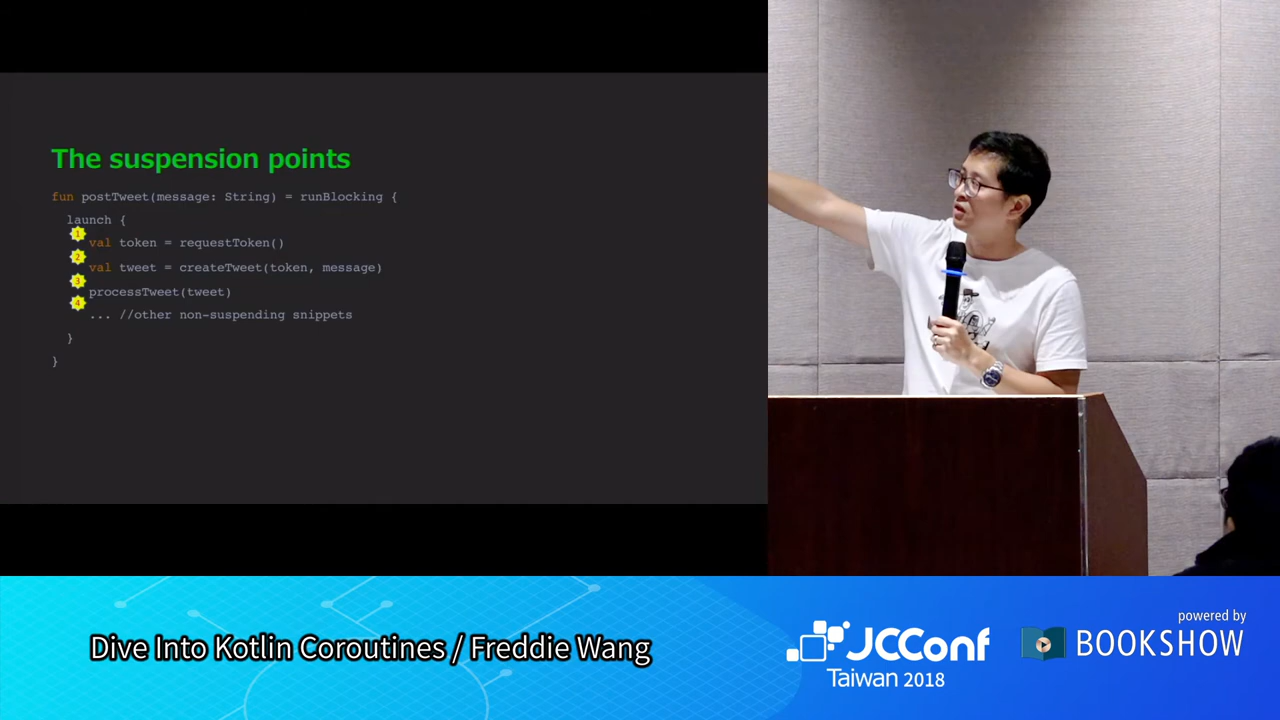 The suspension points
fun postTweet(message: String) = runBlocking {
launch {
1
val token = requestToken()
2
val tweet = createTweet(token, message)
3
processTweet(tweet)
4
... //other non-suspending snippets
}
}
Dive Into Kotlin Coroutines / Freddie Wang
JCConf
Taiwan 2018
powered by
BOOKSHOW